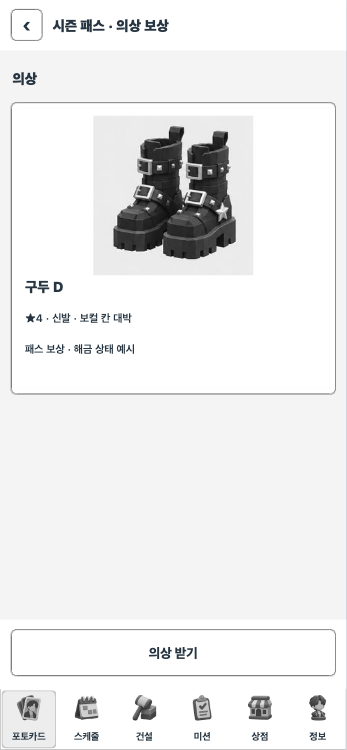 시즌 패스 · 의상 보상
의상
구두 D
★4 · 신발 · 보컬 칸 대박
패스 보상 · 해금 상태 예시
의상 받기
포토카드
스케줄
건설
미션
상점
정보